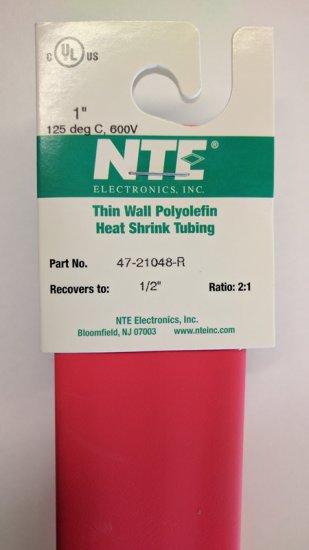 c UL US
1"
125 deg C, 600V
NTE®
ELECTRONICS, INC.
Thin Wall Polyolefin
Heat Shrink Tubing
Part No. 47-21048-R
Recovers to: 1/2" Ratio: 2:1
NTE Electronics, Inc.
Bloomfield, NJ 07003 www.nteinc.com